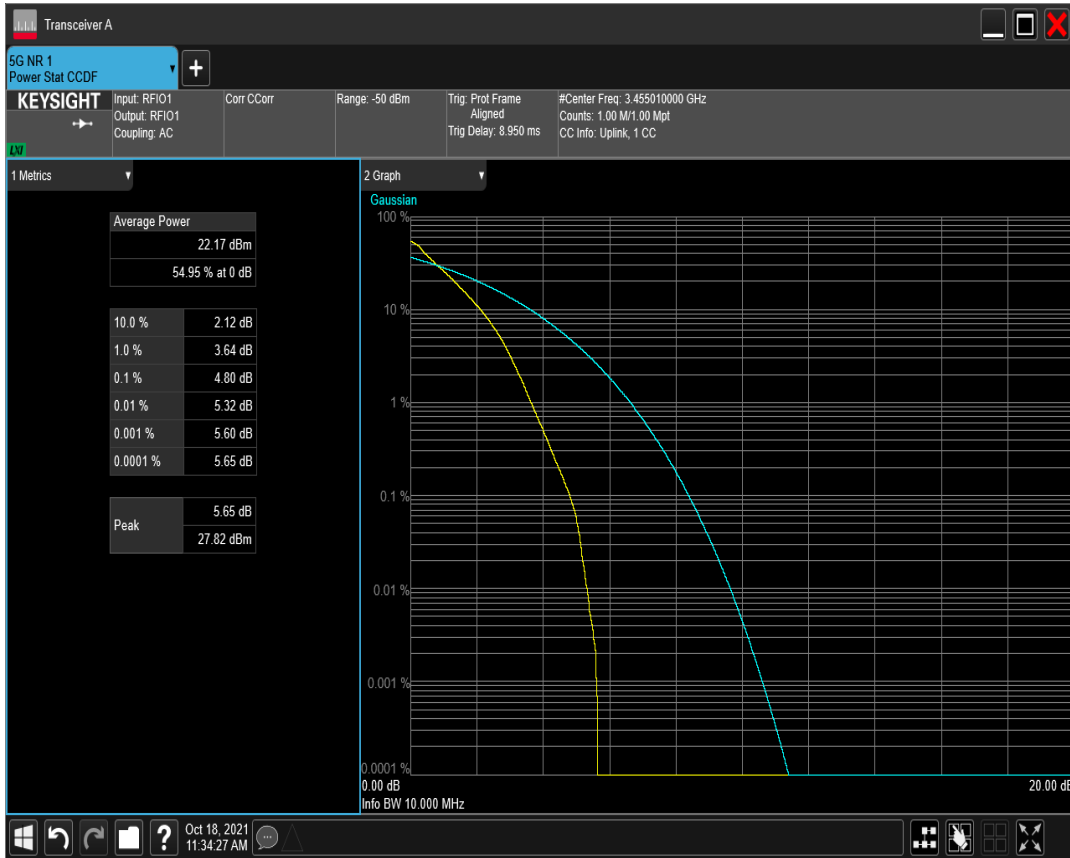 Transceiver A
5G NR 1
Power Stat CCDF
KEYSIGHT
LXI
Input: RFIO1
Output: RFIO1
Coupling: AC
Corr CCorr
Range: -50 dBm
Trig: Prot Frame
Aligned
Trig Delay: 8.950 ms
#Center Freq: 3.455010000 GHz
Counts: 1.00 M/1.00 Mpt
CC Info: Uplink, 1 CC
1 Metrics
Average Power
22.17 dBm
54.95 % at 0 dB
10.0 % 2.12 dB
1.0 % 3.64 dB
0.1 % 4.80 dB
0.01 % 5.32 dB
0.001 % 5.60 dB
0.0001 % 5.65 dB
Peak
5.65 dB
27.82 dBm
2 Graph
Gaussian
100 %
10 %
1 %
0.1 %
0.01 %
0.001 %
0.0001 %
0.00 dB 20.00 dB
Info BW 10.000 MHz
Oct 18, 2021
11:34:27 AM